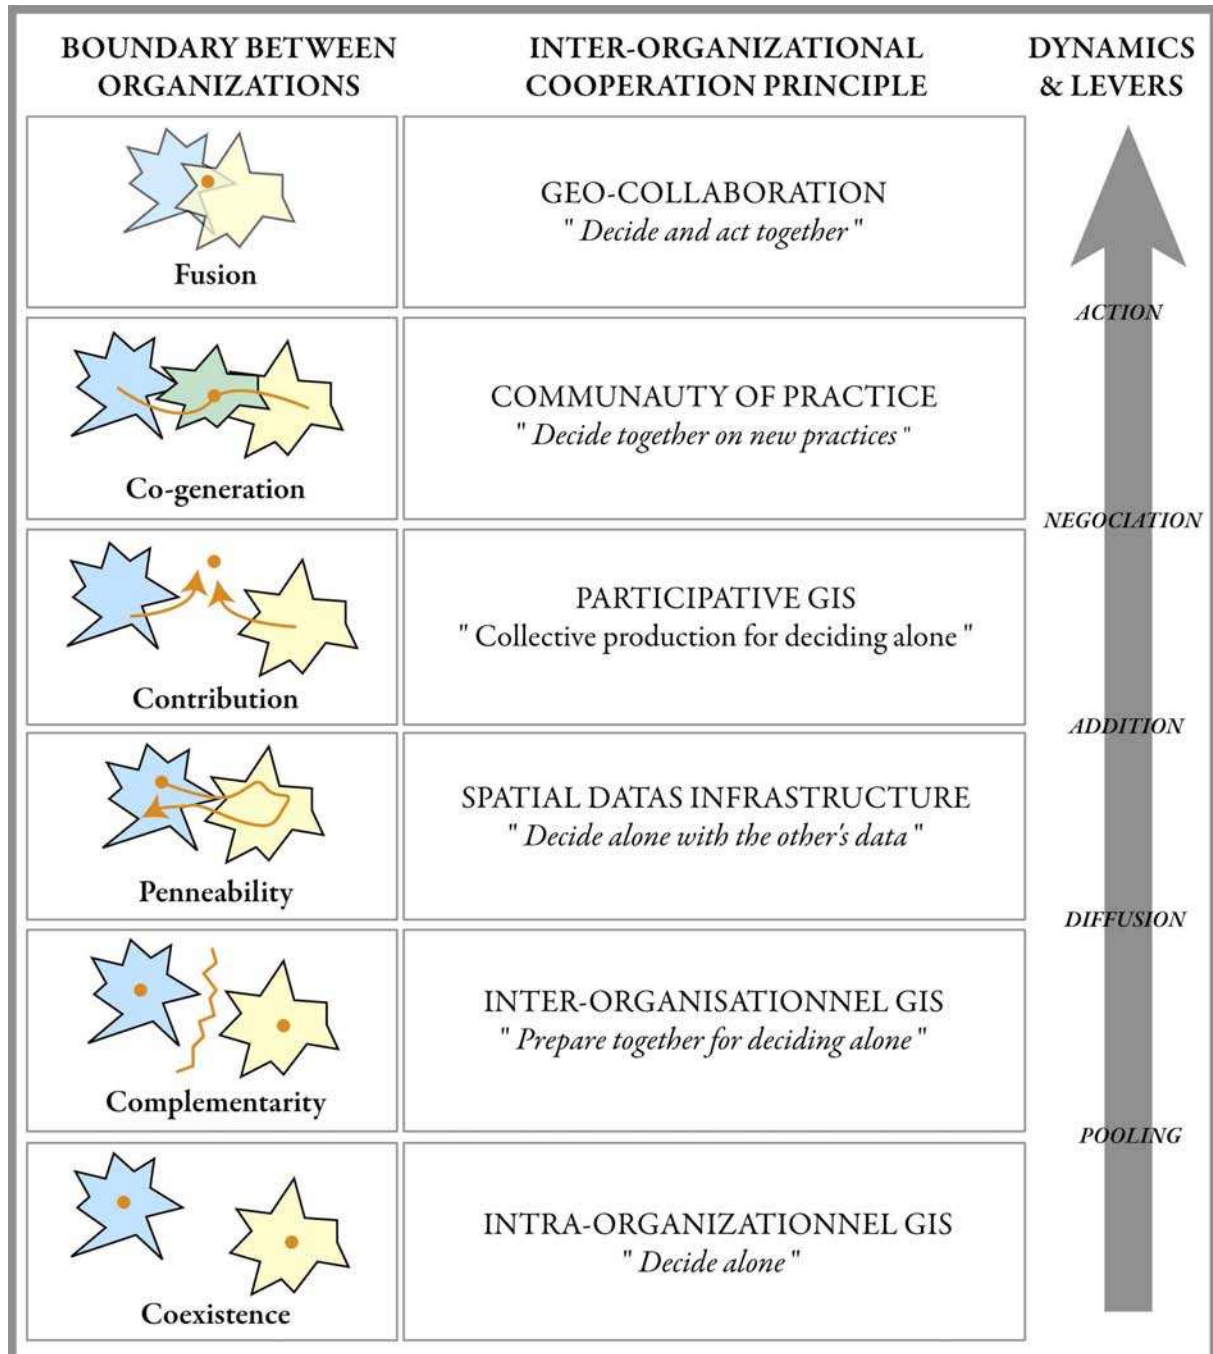 BOUNDARY BETWEEN
ORGANIZATIONS
INTER-ORGANIZATIONAL
COOPERATION PRINCIPLE
DYNAMICS
& LEVERS
Fusion
GEO-COLLABORATION
" Decide and act together "
ACTION
Co-generation
COMMUNAUTY OF PRACTICE
" Decide together on new practices "
NEGOCIATION
Contribution
PARTICIPATIVE GIS
" Collective production for deciding alone "
ADDITION
Penneability
SPATIAL DATAS INFRASTRUCTURE
" Decide alone with the other's data "
DIFFUSION
Complementarity
INTER-ORGANISATIONNEL GIS
" Prepare together for deciding alone "
POOLING
Coexistence
INTRA-ORGANIZATIONNEL GIS
" Decide alone "